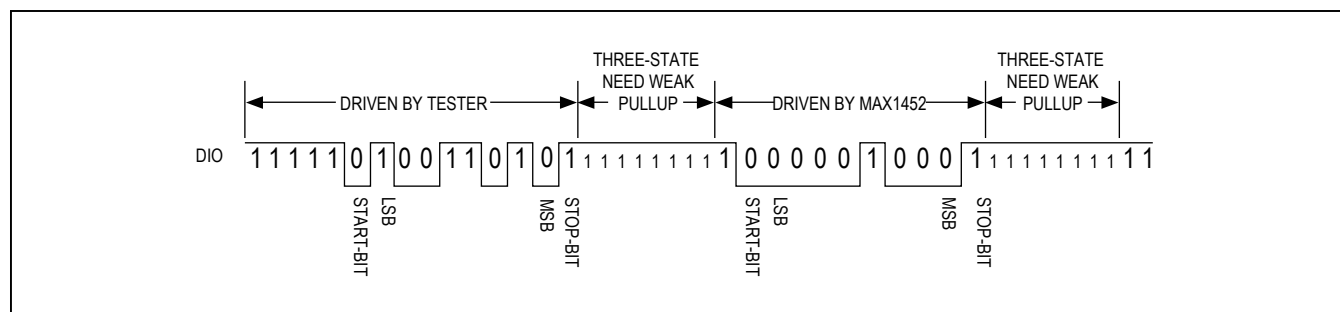 THREE-STATE
NEED WEAK
PULLUP
THREE-STATE
NEED WEAK
PULLUP
DRIVEN BY TESTER
DRIVEN BY MAX1452
DIO
1 1 1 1 1 0 1 0 0 1 1 0 1 0 1 1 1 1 1 1 1 1 1 1 0 0 0 0 0 1 0 0 0 1 1 1 1 1 1 1 1 1 1 1
START-BIT
LSB
MSB
STOP-BIT
START-BIT
LSB
MSB
STOP-BIT